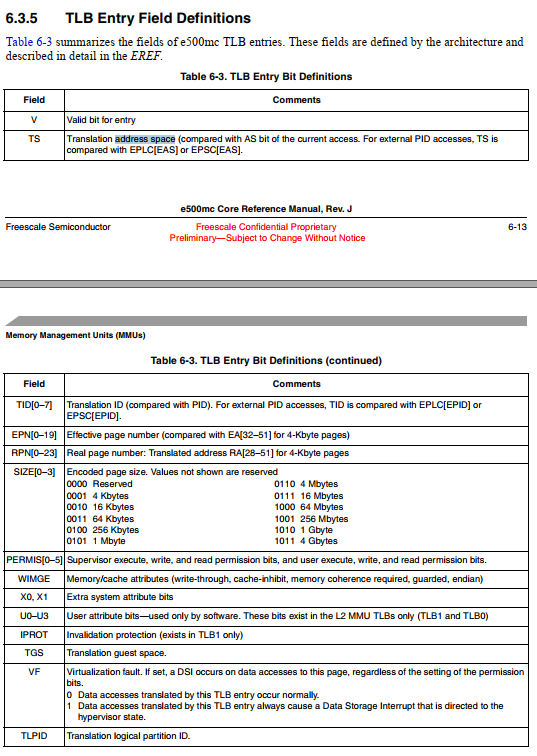 6.3.5 TLB Entry Field Definitions
Table 6-3 summarizes the fields of e500mc TLB entries. These fields are defined by the architecture and
described in detail in the EREF.
Table 6-3. TLB Entry Bit Definitions
Field Comments
V Valid bit for entry
TS Translation address space (compared with AS bit of the current access. For external PID accesses, TS is
compared with EPLC[EAS] or EPSC[EAS].
e500mc Core Reference Manual, Rev. J
Freescale Semiconductor Freescale Confidential Proprietary 6-13
Preliminary—Subject to Change Without Notice
Memory Management Units (MMUs)
Table 6-3. TLB Entry Bit Definitions (continued)
Field Comments
TID[0–7] Translation ID (compared with PID). For external PID accesses, TID is compared with EPLC[EPID] or
EPSC[EPID].
EPN[0–19] Effective page number (compared with EA[32–51] for 4-Kbyte pages)
RPN[0–23] Real page number: Translated address RA[28–51] for 4-Kbyte pages
SIZE[0–3] Encoded page size. Values not shown are reserved
0000 Reserved 0110 4 Mbytes
0001 4 Kbytes 0111 16 Mbytes
0010 16 Kbytes 1000 64 Mbytes
0011 64 Kbytes 1001 256 Mbytes
0100 256 Kbytes 1010 1 Gbyte
0101 1 Mbyte 1011 4 Gbytes
PERMIS[0–5] Supervisor execute, write, and read permission bits, and user execute, write, and read permission bits.
WIMGE Memory/cache attributes (write-through, cache-inhibit, memory coherence required, guarded, endian)
X0, X1 Extra system attribute bits
U0–U3 User attribute bits—used only by software. These bits exist in the L2 MMU TLBs only (TLB1 and TLB0)
IPROT Invalidation protection (exists in TLB1 only)
TGS Translation guest space.
VF Virtualization fault. If set, a DSI occurs on data accesses to this page, regardless of the setting of the permission
bits.
0 Data accesses translated by this TLB entry occur normally.
1 Data accesses translated by this TLB entry always cause a Data Storage Interrupt that is directed to the
hypervisor state.
TLPID Translation logical partition ID.